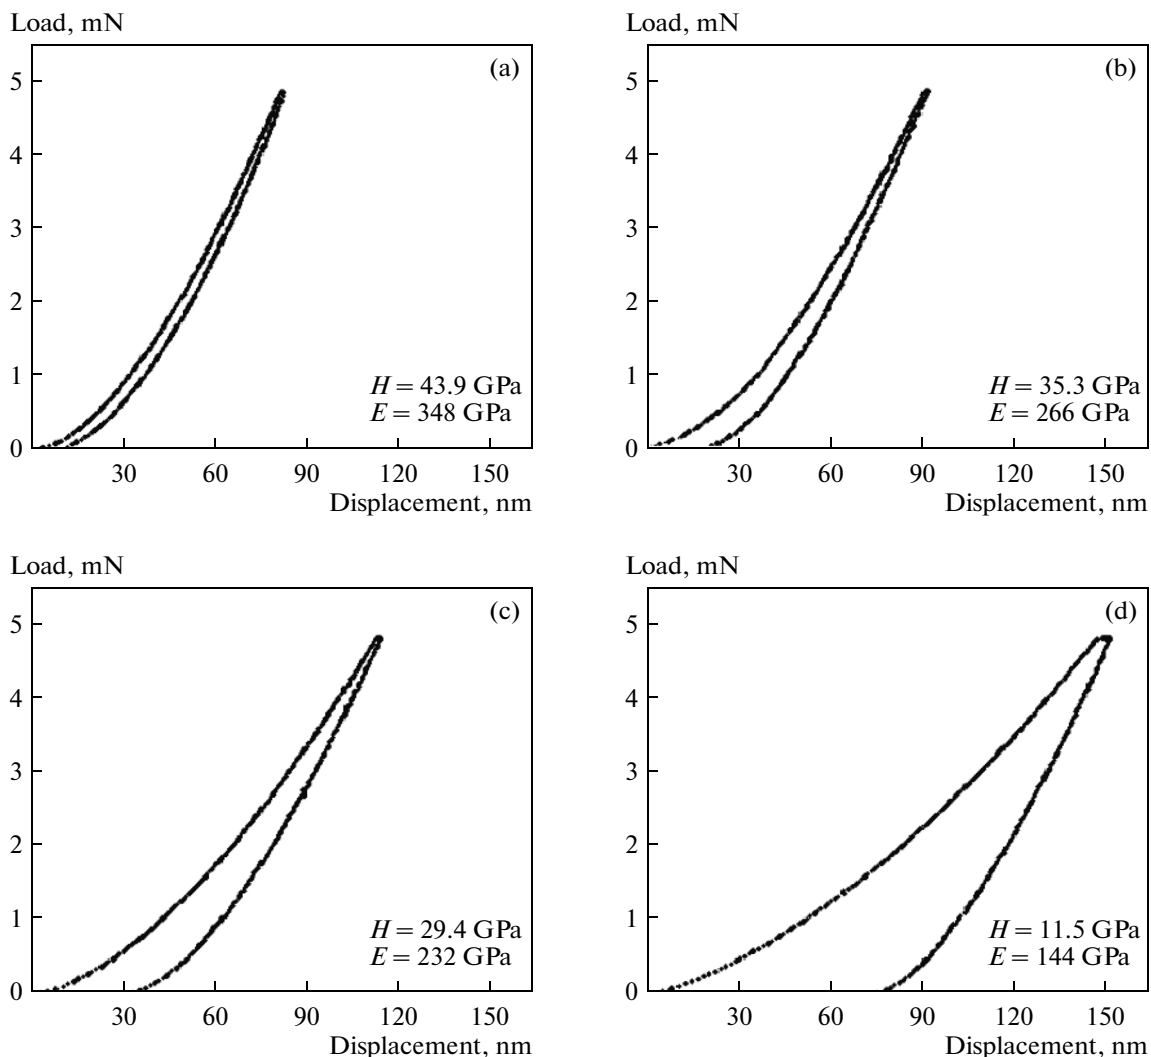 Load, mN
(a)
5
4
3
2
1
0
H = 43.9 GPa
E = 348 GPa
30 60 90 120 150
Displacement, nm
Load, mN
(b)
5
4
3
2
1
0
H = 35.3 GPa
E = 266 GPa
30 60 90 120 150
Displacement, nm
Load, mN
(c)
5
4
3
2
1
0
H = 29.4 GPa
E = 232 GPa
30 60 90 120 150
Displacement, nm
Load, mN
(d)
5
4
3
2
1
0
H = 11.5 GPa
E = 144 GPa
30 60 90 120 150
Displacement, nm